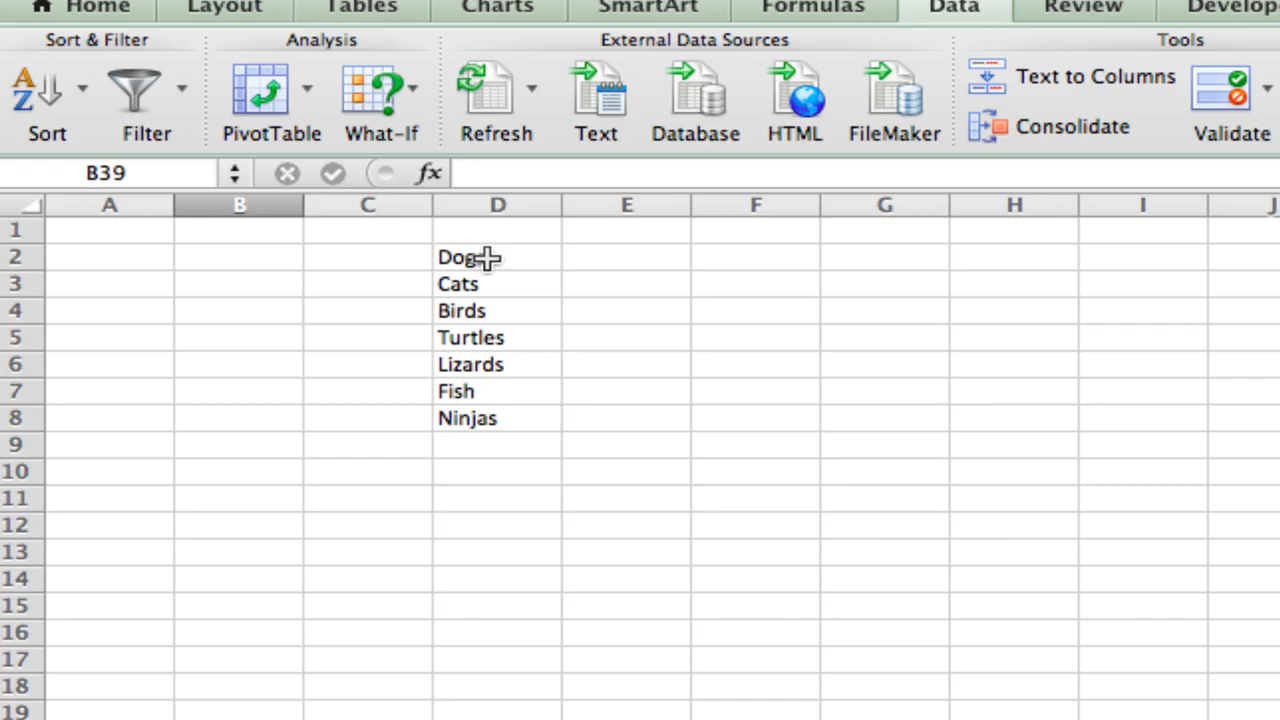 Home Layout Tables Charts SmartArt Formulas Data Review
Sort & Filter Analysis External Data Sources Tools
Sort Filter PivotTable What-If Refresh Text Database HTML FileMaker Text to Columns Consolidate Validate
B39 fx
A B C D E F G H I J
1
2 Dogs
3 Cats
4 Birds
5 Turtles
6 Lizards
7 Fish
8 Ninjas
9
10
11
12
13
14
15
16
17
18
19